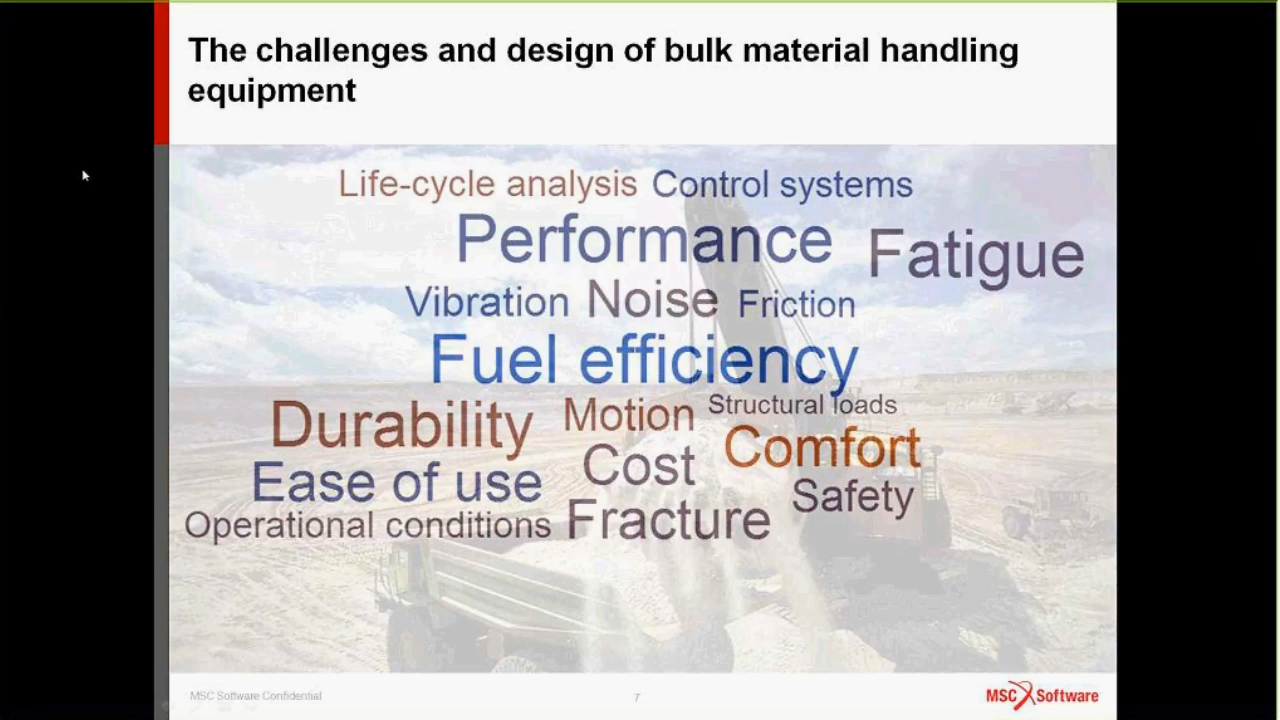 The challenges and design of bulk material handling
equipment
Life-cycle analysis Control systems
Performance Fatigue
Vibration Noise Friction
Fuel efficiency
Durability Motion Structural loads
Comfort
Ease of use Cost
Safety
Operational conditions Fracture
MSC Software Confidential 7 MSC Software